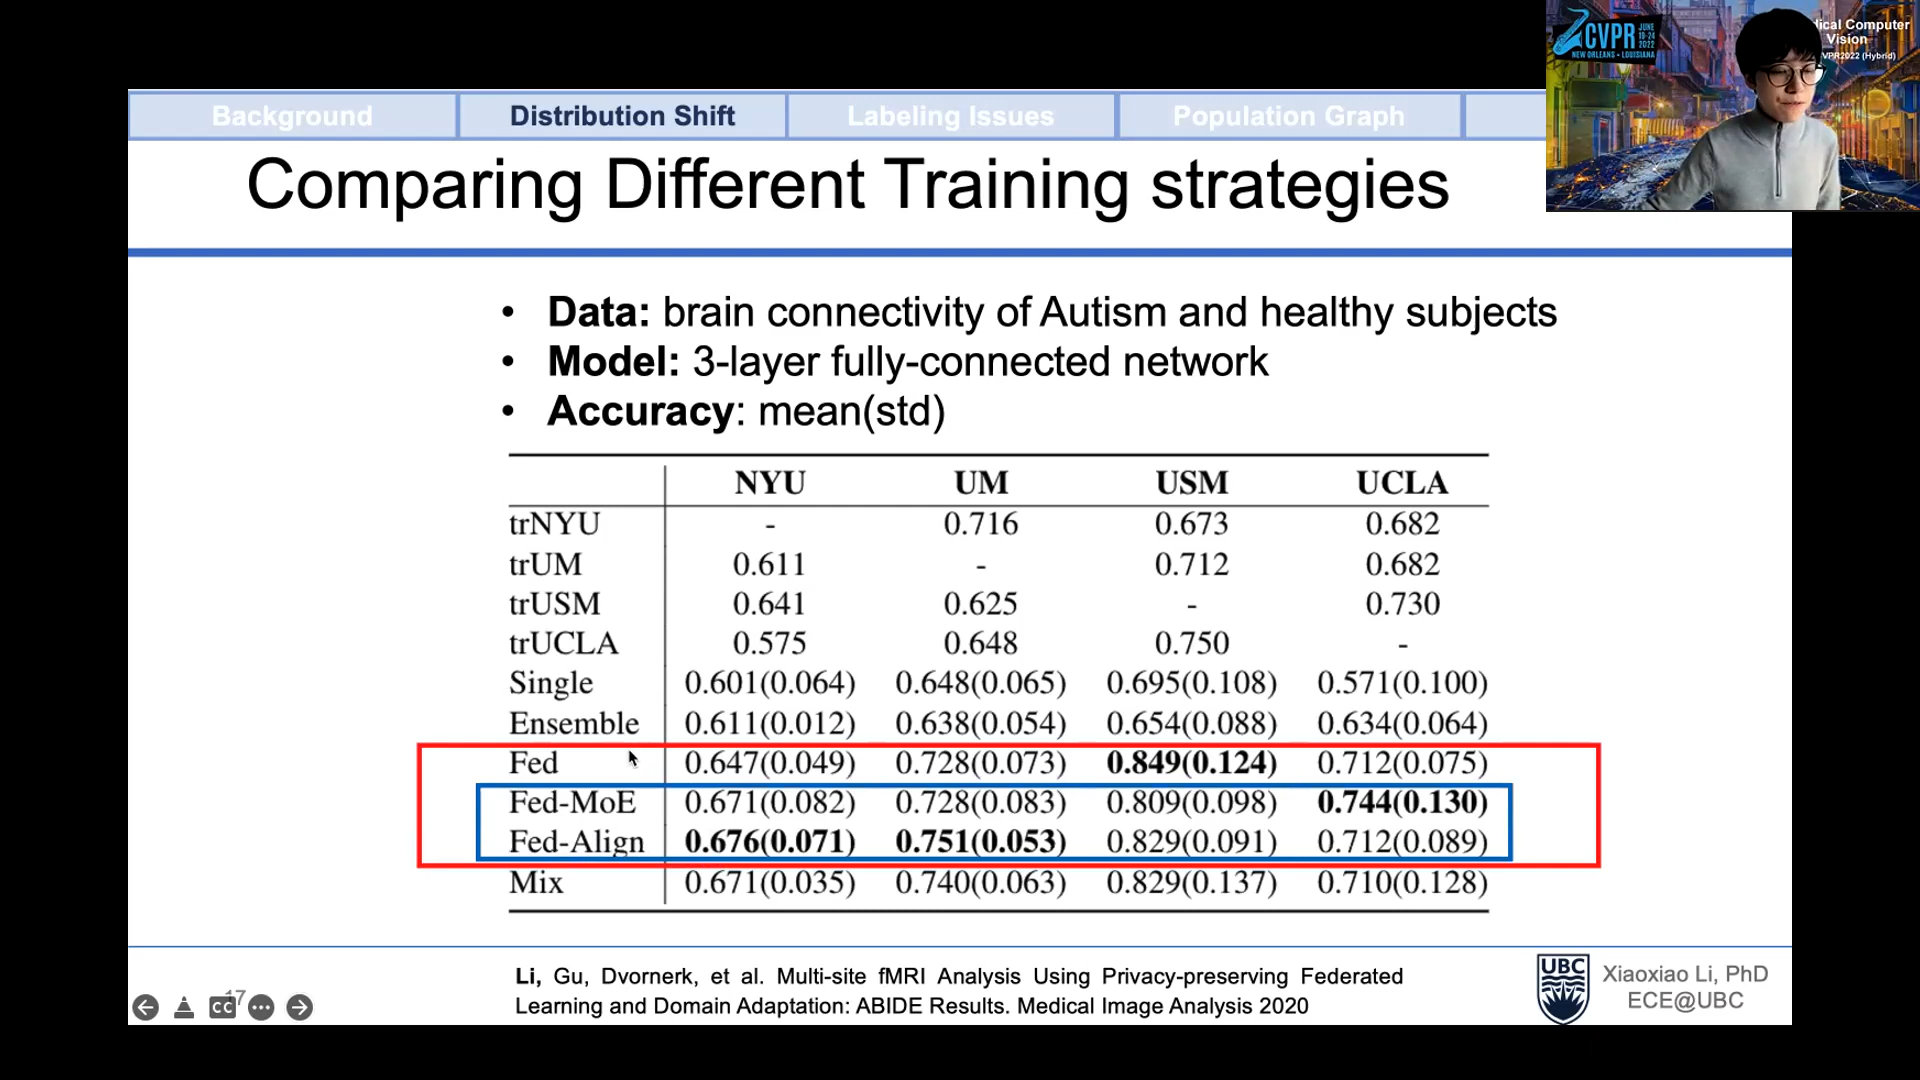 Background Distribution Shift Labeling Issues Population Graph
CVPR JUNE 19-24 2022
NEW ORLEANS • LOUISIANA
Computer
Vision
(Hybrid)
Comparing Different Training strategies
• Data: brain connectivity of Autism and healthy subjects
• Model: 3-layer fully-connected network
• Accuracy: mean(std)
NYU UM USM UCLA
trNYU - 0.716 0.673 0.682
trUM 0.611 - 0.712 0.682
trUSM 0.641 0.625 - 0.730
trUCLA 0.575 0.648 0.750 -
Single 0.601(0.064) 0.648(0.065) 0.695(0.108) 0.571(0.100)
Ensemble 0.611(0.012) 0.638(0.054) 0.654(0.088) 0.634(0.064)
Fed 0.647(0.049) 0.728(0.073) 0.849(0.124) 0.712(0.075)
Fed-MoE 0.671(0.082) 0.728(0.083) 0.809(0.098) 0.744(0.130)
Fed-Align 0.676(0.071) 0.751(0.053) 0.829(0.091) 0.712(0.089)
Mix 0.671(0.035) 0.740(0.063) 0.829(0.137) 0.710(0.128)
Li, Gu, Dvornerk, et al. Multi-site fMRI Analysis Using Privacy-preserving Federated
Learning and Domain Adaptation: ABIDE Results. Medical Image Analysis 2020
UBC
Xiaoxiao Li, PhD
ECE@UBC
CC
17